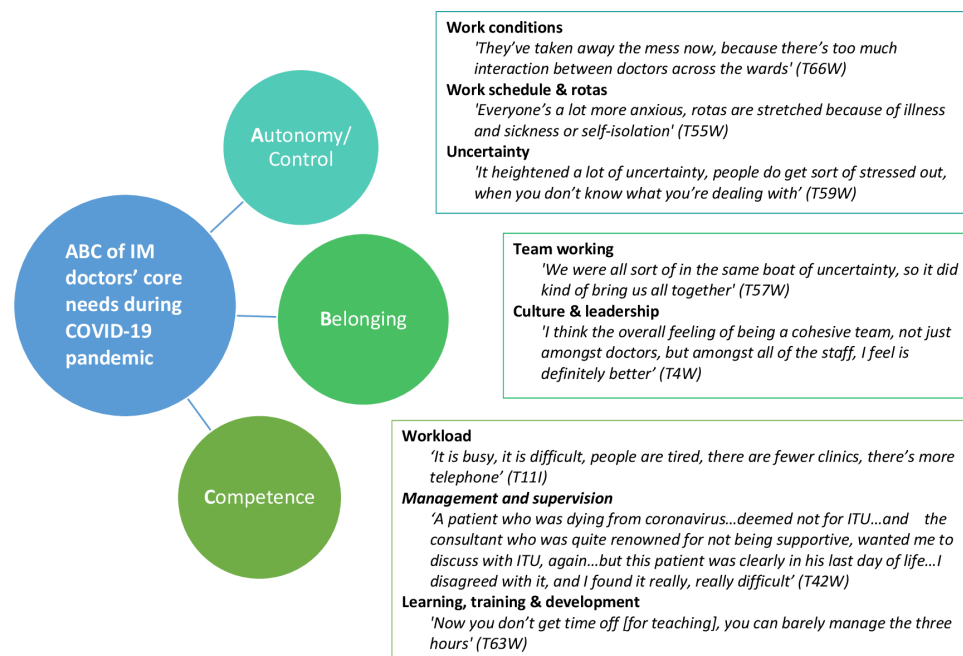 ABC of IM
doctors’ core
needs during
COVID-19
pandemic
Autonomy/
Control
Work conditions
'They’ve taken away the mess now, because there’s too much
interaction between doctors across the wards' (T66W)
Work schedule & rotas
'Everyone’s a lot more anxious, rotas are stretched because of illness
and sickness or self-isolation' (T55W)
Uncertainty
'It heightened a lot of uncertainty, people do get sort of stressed out,
when you don’t know what you’re dealing with’ (T59W)
Belonging
Team working
'We were all sort of in the same boat of uncertainty, so it did
kind of bring us all together' (T57W)
Culture & leadership
'I think the overall feeling of being a cohesive team, not just
amongst doctors, but amongst all of the staff, I feel is
definitely better’ (T4W)
Competence
Workload
‘It is busy, it is difficult, people are tired, there are fewer clinics, there’s more
telephone’ (T11I)
Management and supervision
‘A patient who was dying from coronavirus…deemed not for ITU…and the
consultant who was quite renowned for not being supportive, wanted me to
discuss with ITU, again…but this patient was clearly in his last day of life…I
disagreed with it, and I found it really, really difficult’ (T42W)
Learning, training & development
'Now you don’t get time off [for teaching], you can barely manage the three
hours' (T63W)